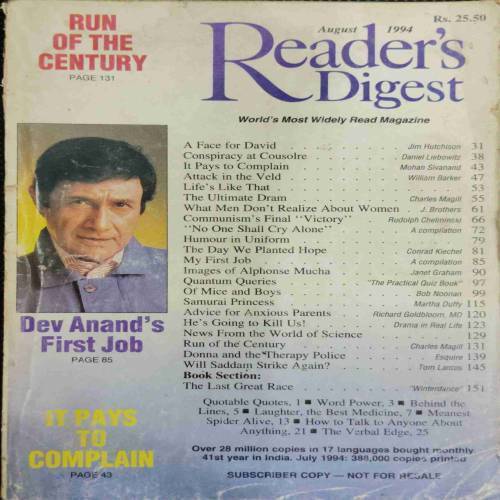 RUN
OF THE
CENTURY
PAGE 131
Rs. 25.50
August 1994
Reader's
Digest
World's Most Widely Read Magazine
A Face for David Jim Hutchison 31
Conspiracy at Cousolre Daniel Liebowitz 38
It Pays to Complain Mohan Sivanand 43
Attack in the Veld William Barker 47
Life's Like That 53
The Ultimate Dram Charles Magill 55
What Men Don't Realize About Women J. Brothers 61
Communism's Final "Victory" Rudolph Chelminski 66
"No One Shall Cry Alone" A compilation 72
Humour in Uniform 79
The Day We Planted Hope Conrad Kiechel 81
My First Job A compilation 85
Images of Alphonse Mucha Janet Graham 90
Quantum Queries "The Practical Quiz Book" 97
Of Mice and Boys Bob Noonan 99
Samurai Princess Martha Duffy 115
Advice for Anxious Parents Richard Goldbloom, MD 120
He's Going to Kill Us! Drama in Real Life 123
News From the World of Science 129
Run of the Century Charles Magill 131
Donna and the Therapy Police Esquire 139
Will Saddam Strike Again? Tom Lantos 145
Book Section:
The Last Great Race "Winterdance" 151
Quotable Quotes, 1 ■ Word Power, 3 ■ Behind the
Lines, 5 ■ Laughter, the Best Medicine, 7 ■ Meanest
Spider Alive, 13 ■ How to Talk to Anyone About
Anything, 21 ■ The Verbal Edge, 25
Over 28 million copies in 17 languages bought monthly
41st year in India. July 1994: 388,000 copies printed
SUBSCRIBER COPY — NOT FOR RESALE
Dev Anand's
First Job
PAGE 85
IT PAYS
TO
COMPLAIN
PAGE 43